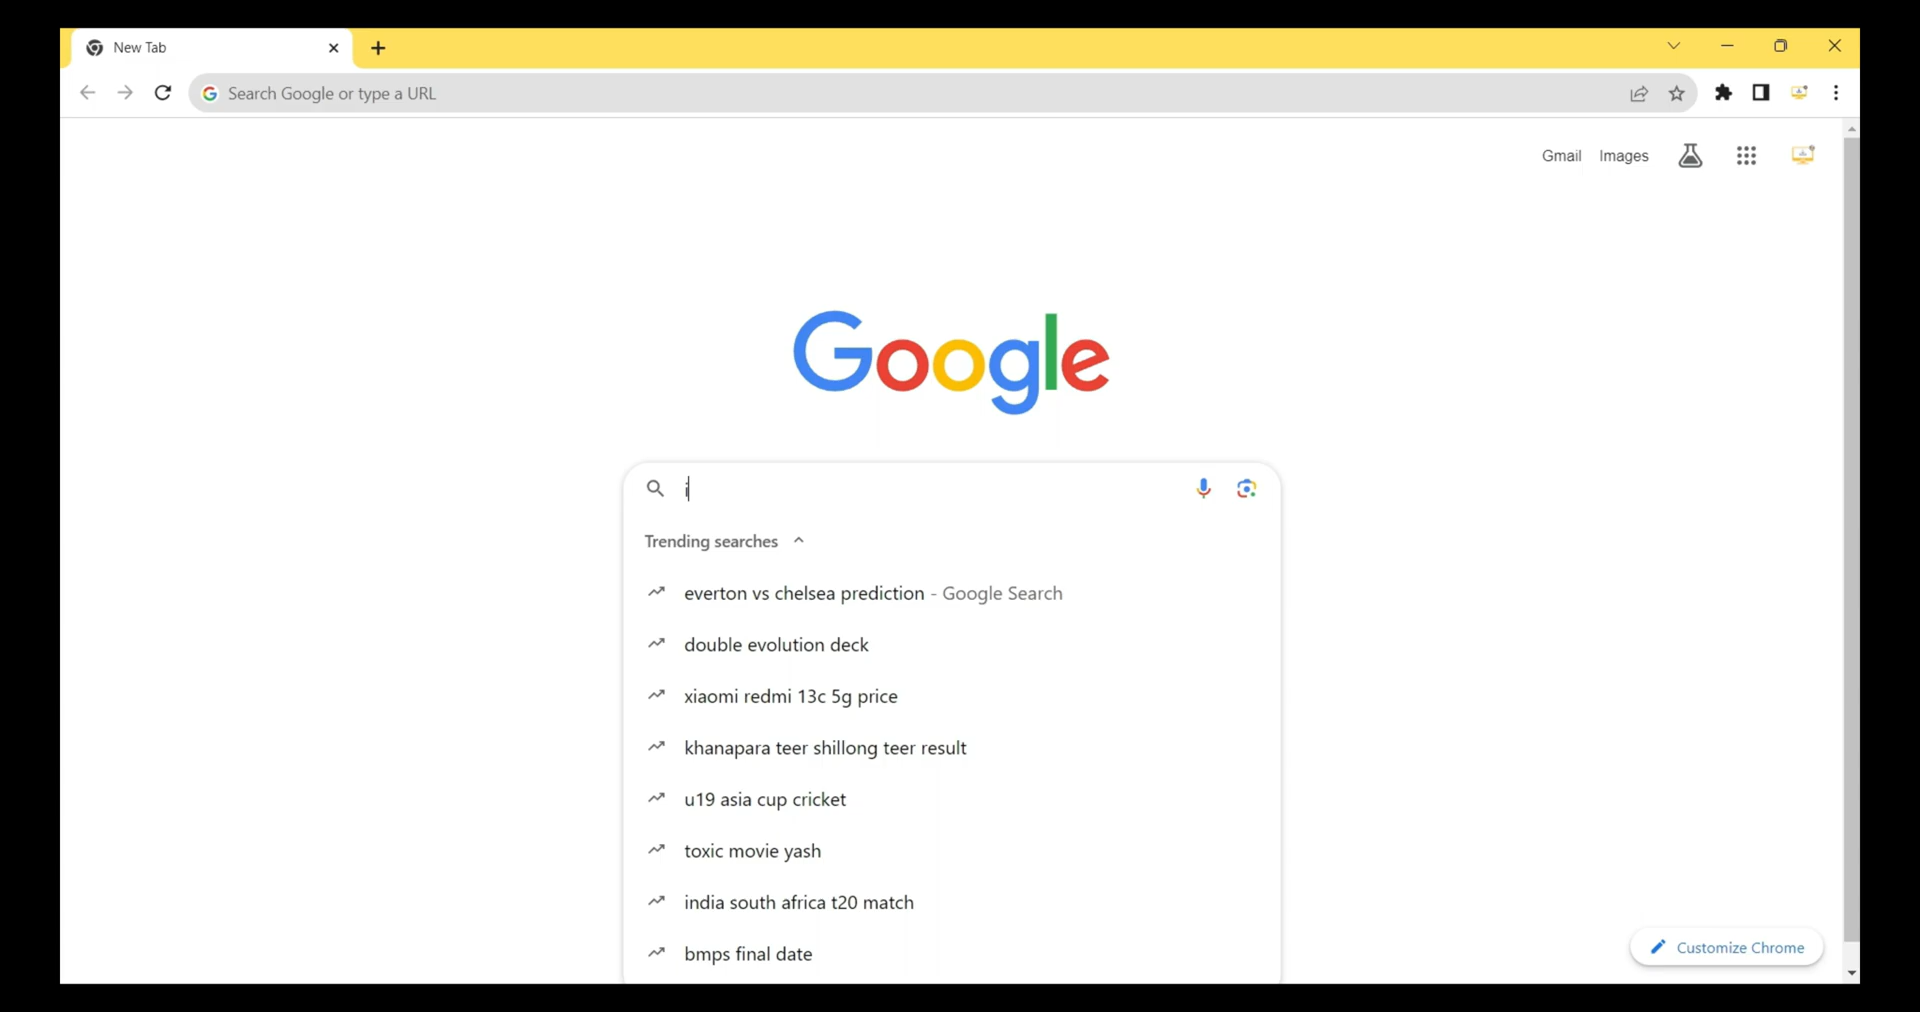 New Tab
Search Google or type a URL
Gmail Images
Google
i
Trending searches
everton vs chelsea prediction - Google Search
double evolution deck
xiaomi redmi 13c 5g price
khanapara teer shillong teer result
u19 asia cup cricket
toxic movie yash
india south africa t20 match
bmps final date
Customize Chrome